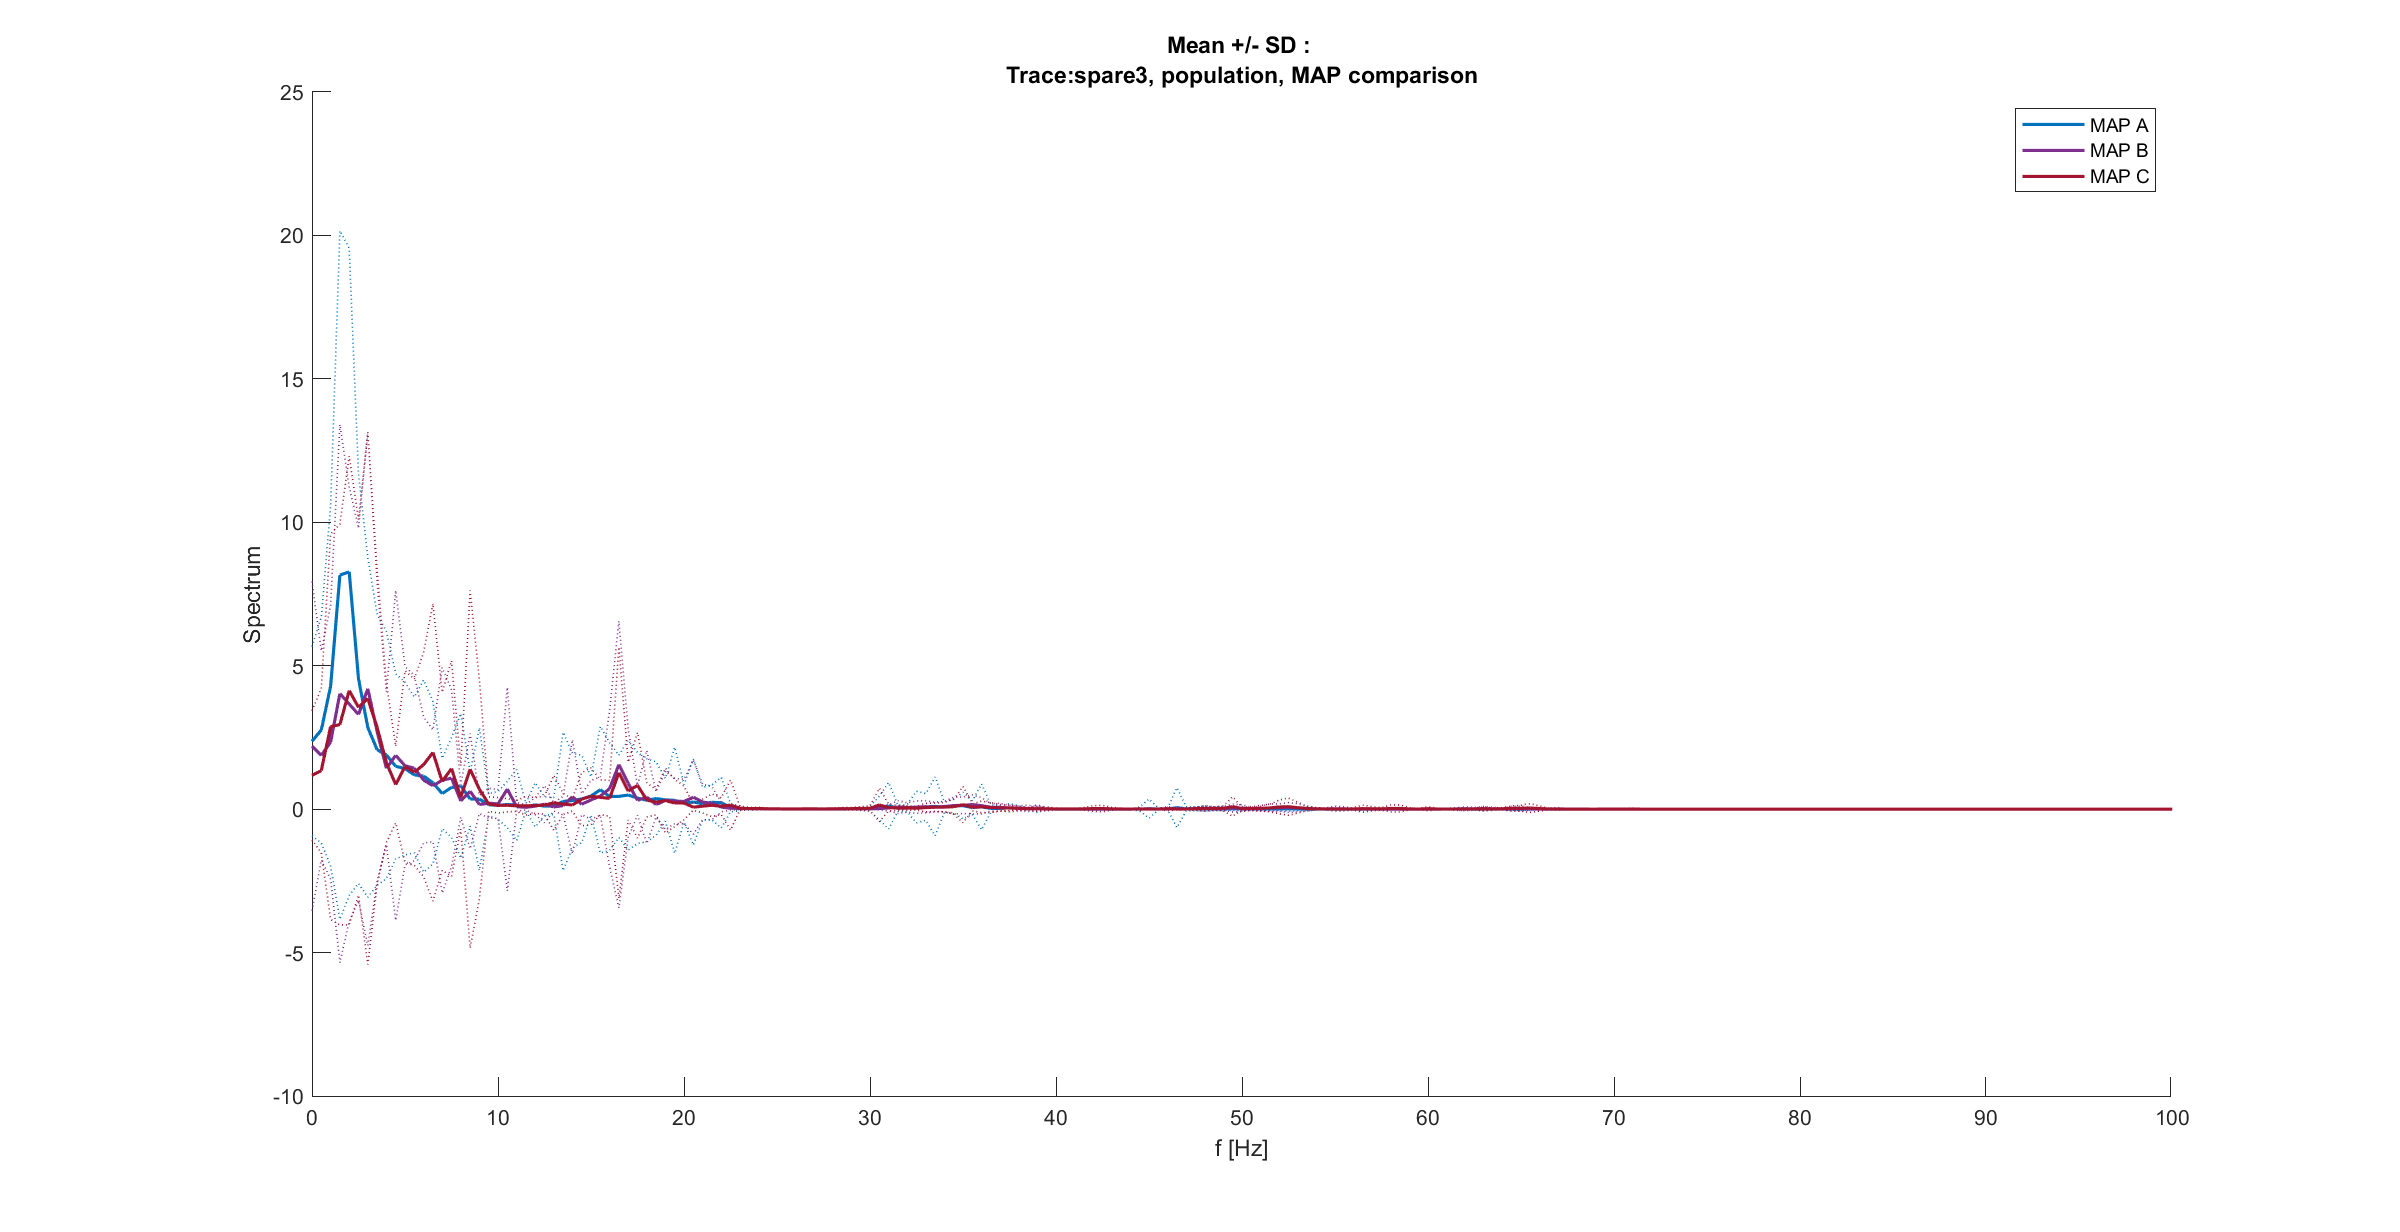 Mean +/- SD :
Trace:spare3, population, MAP comparison
25
20
15
10
5
0
-5
-10
Spectrum
MAP A
MAP B
MAP C
0 10 20 30 40 50 60 70 80 90 100
f [Hz]